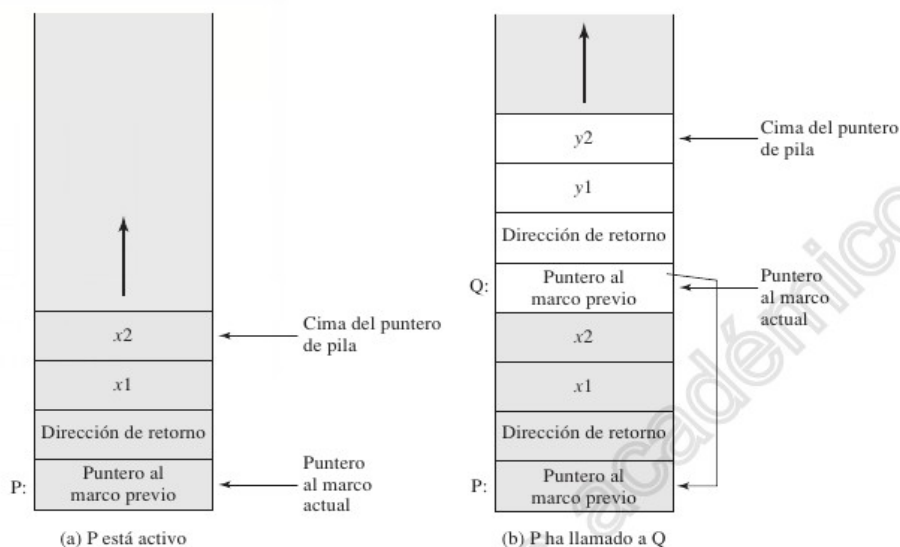 y2
Cima del puntero
de pila
y1
Dirección de retorno
Q:
Puntero al
marco previo
Puntero
al marco
actual
x2
Cima del puntero
de pila
x1
Dirección de retorno
P:
Puntero al
marco previo
Puntero
al marco
actual
x2
x1
Dirección de retorno
P:
Puntero al
marco previo
(a) P está activo
(b) P ha llamado a Q
académico